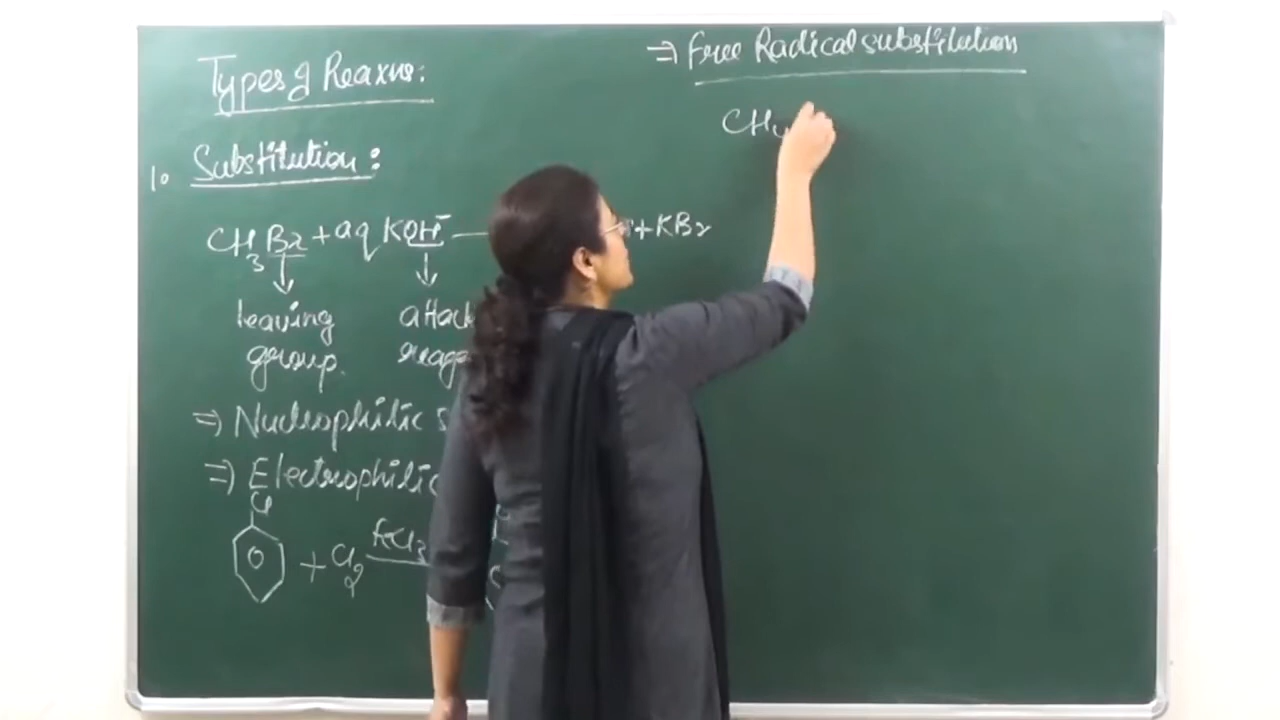 Types of Reaxns:
1. Substitution:
CH3Br + aq KOH⁻ — + KBr
↓ ↓
leaving attack
group. reage
⇒ Nucleophilic s
⇒ Electrophilic
Cl
+ Cl2 FeCl3
⇒ Free Radical substitution
CH4